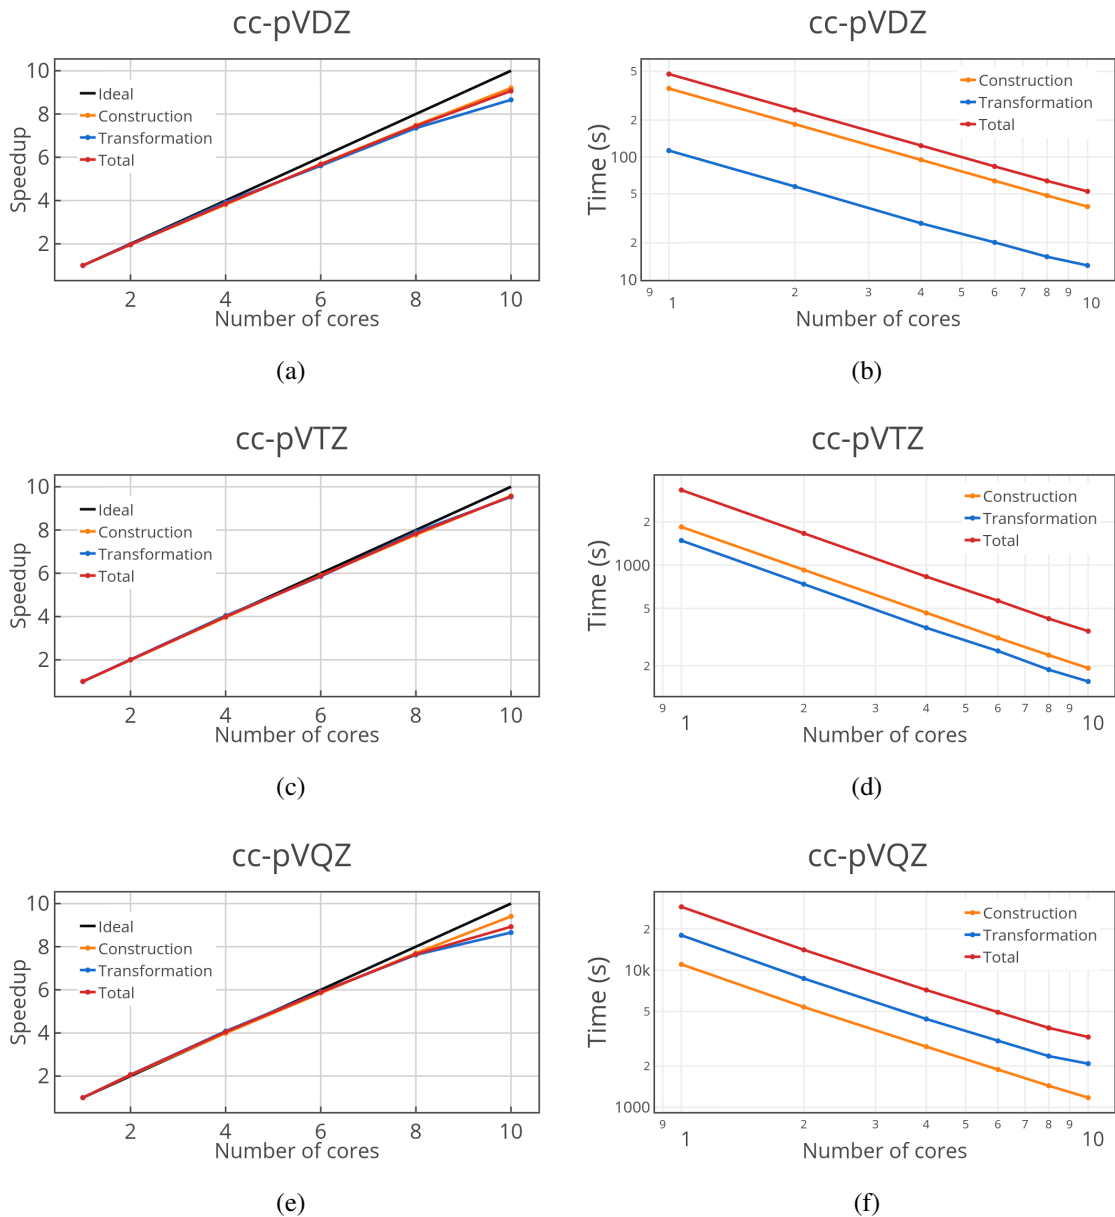 cc-pVDZ
10
8
6
4
2
Speedup
Ideal
Construction
Transformation
Total
2 4 6 8 10
Number of cores
(a)
cc-pVDZ
5
2
100
5
2
10
Time (s)
Construction
Transformation
Total
9 1 2 3 4 5 6 7 8 9 10
Number of cores
(b)
cc-pVTZ
10
8
6
4
2
Speedup
Ideal
Construction
Transformation
Total
2 4 6 8 10
Number of cores
(c)
cc-pVTZ
2
1000
5
2
Time (s)
Construction
Transformation
Total
9 1 2 3 4 5 6 7 8 9 10
Number of cores
(d)
cc-pVQZ
10
8
6
4
2
Speedup
Ideal
Construction
Transformation
Total
2 4 6 8 10
Number of cores
(e)
cc-pVQZ
2
10k
5
2
1000
Time (s)
Construction
Transformation
Total
9 1 2 3 4 5 6 7 8 9 10
Number of cores
(f)